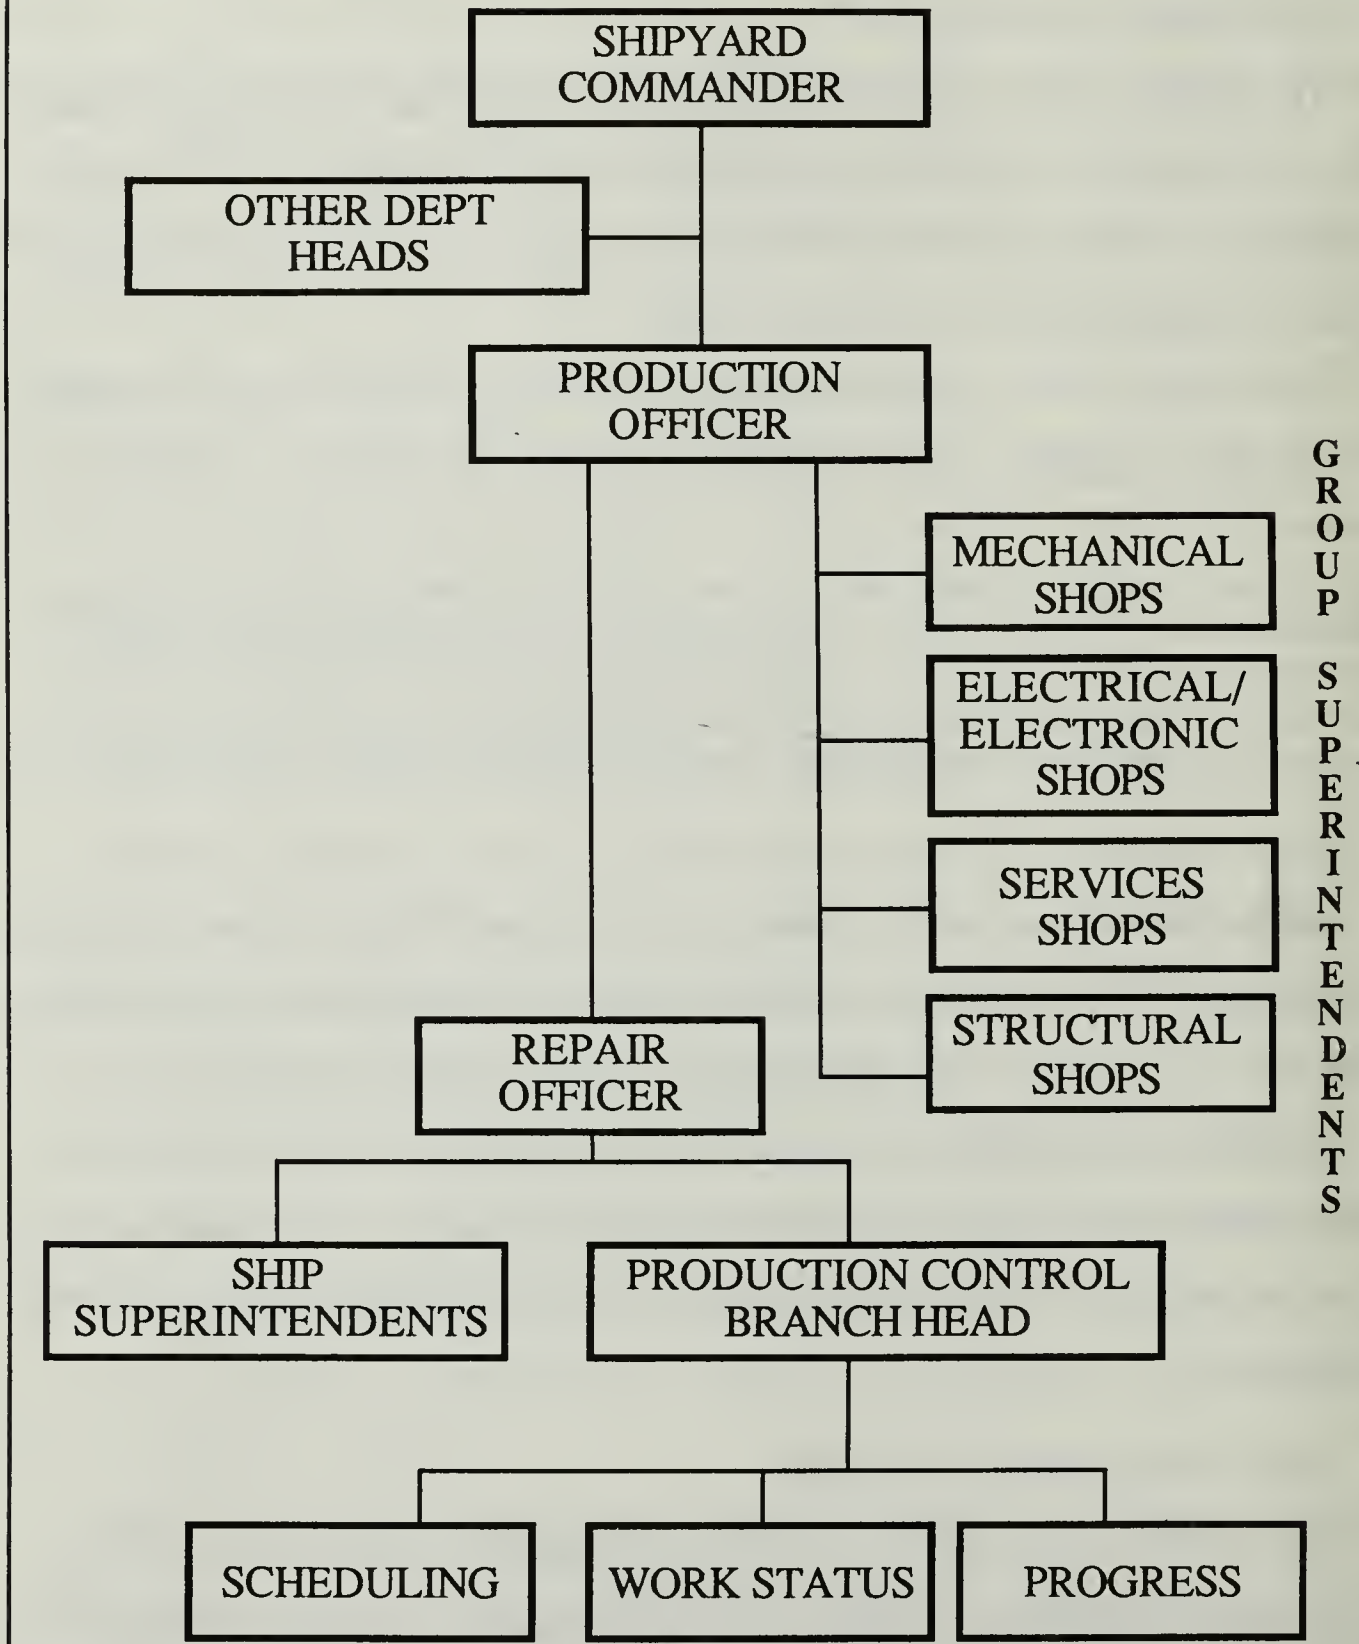 SHIPYARD
COMMANDER
OTHER DEPT
HEADS
PRODUCTION
OFFICER
MECHANICAL
SHOPS
ELECTRICAL/
ELECTRONIC
SHOPS
SERVICES
SHOPS
STRUCTURAL
SHOPS
GROUP SUPERINTENDENTS
REPAIR
OFFICER
SHIP
SUPERINTENDENTS
PRODUCTION CONTROL
BRANCH HEAD
SCHEDULING
WORK STATUS
PROGRESS